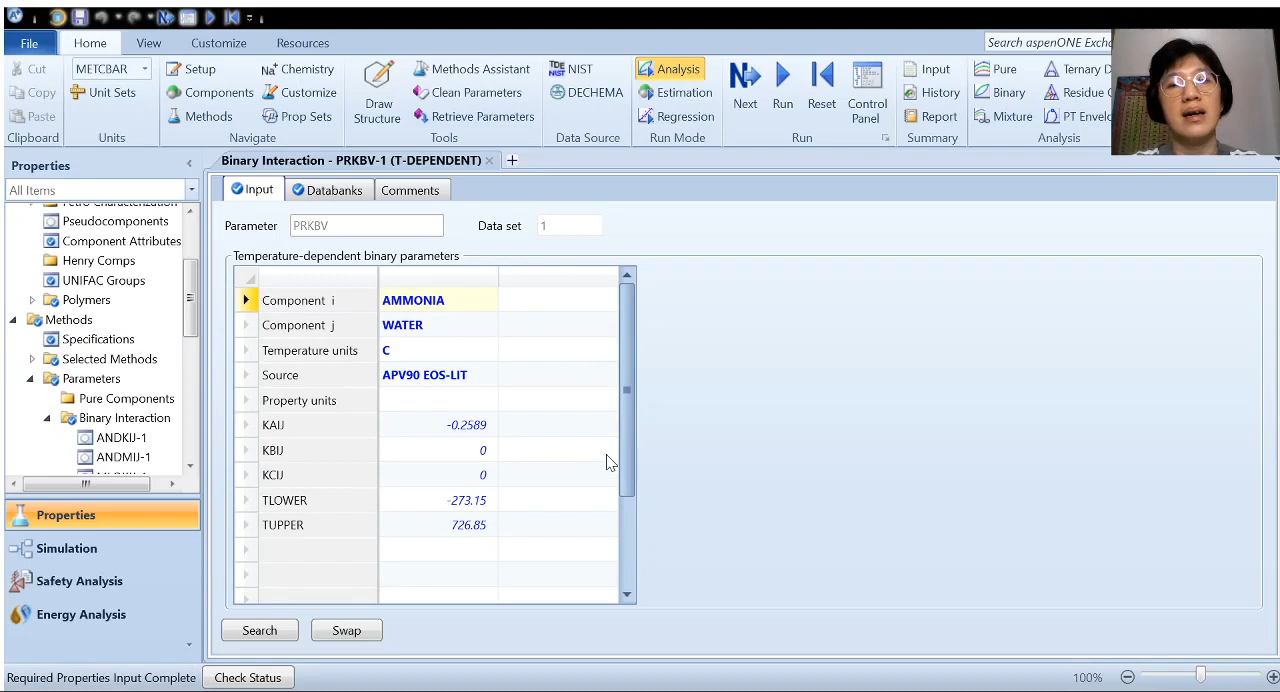 File Home View Customize Resources Search aspenONE Excha
Cut METCBAR Setup Chemistry Methods Assistant NIST Analysis Input Pure Ternary D
Copy Unit Sets Components Customize Clean Parameters DECHEMA Estimation History Binary Residue
Paste Methods Prop Sets Draw Structure Retrieve Parameters Regression Next Run Reset Control Panel Report Mixture PT Envelo
Clipboard Units Navigate Tools Data Source Run Mode Run Summary Analysis
Properties
All Items
Petro Characterization
Pseudocomponents
Component Attributes
Henry Comps
UNIFAC Groups
Polymers
Methods
Specifications
Selected Methods
Parameters
Pure Components
Binary Interaction
ANDKIJ-1
ANDMIJ-1
Properties
Simulation
Safety Analysis
Energy Analysis
Binary Interaction - PRKBV-1 (T-DEPENDENT)
Input Databanks Comments
Parameter PRKBV Data set 1
Temperature-dependent binary parameters
Component i AMMONIA
Component j WATER
Temperature units C
Source APV90 EOS-LIT
Property units
KAIJ -0.2589
KBIJ 0
KCIJ 0
TLOWER -273.15
TUPPER 726.85
Search Swap
Required Properties Input Complete Check Status 100%